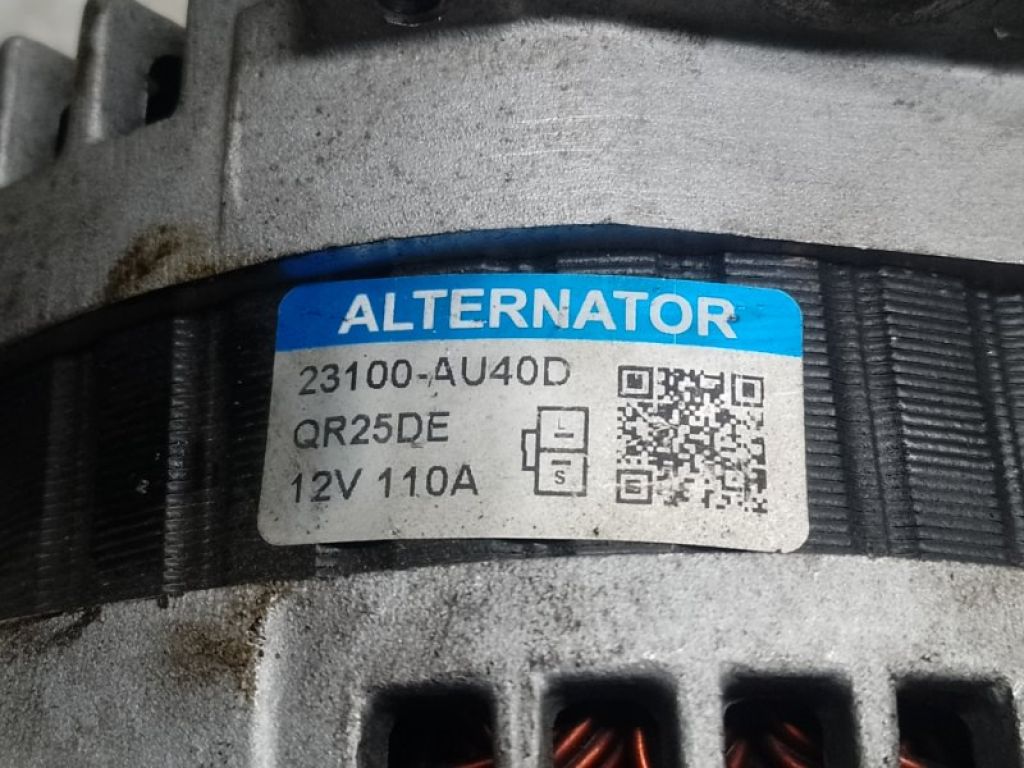 ALTERNATOR
23100-AU40D
QR25DE
L
12V 110A
S